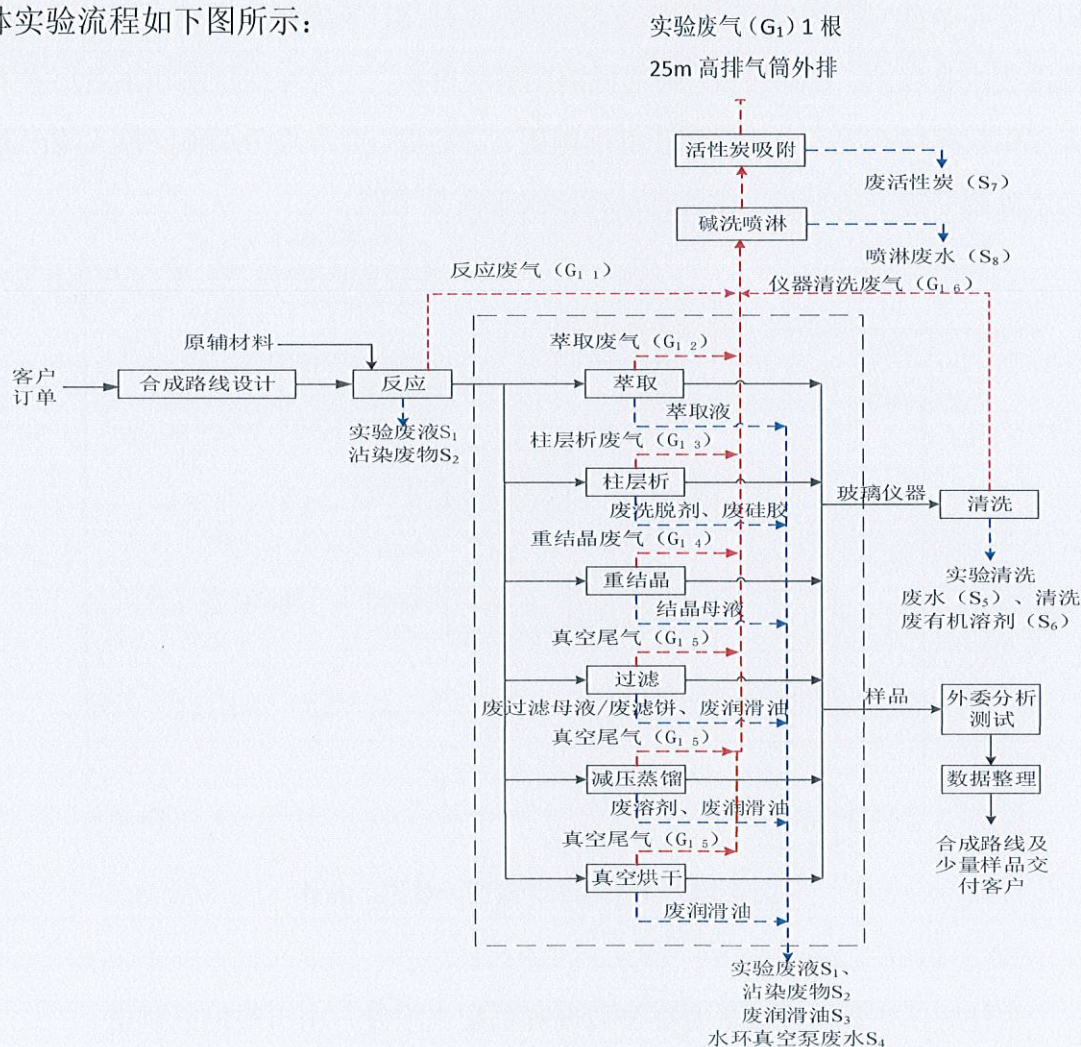 体实验流程如下图所示：
实验废气（G₁）1 根
25m 高排气筒外排
活性炭吸附
废活性炭（S₇）
碱洗喷淋
喷淋废水（S₈）
反应废气（G₁₋₁）
仪器清洗废气（G₁₋₆）
原辅材料
萃取废气（G₁₋₂）
客户
订单
合成路线设计
反应
萃取
实验废液S₁
沾染废物S₂
萃取液
柱层析废气（G₁₋₃）
柱层析
玻璃仪器
清洗
废洗脱剂、废硅胶
重结晶废气（G₁₋₄）
重结晶
实验清洗
废水（S₅）、清洗
废有机溶剂（S₆）
结晶母液
真空尾气（G₁₋₅）
过滤
样品
外委分析
测试
废过滤母液/废滤饼、废润滑油
真空尾气（G₁₋₅）
减压蒸馏
数据整理
废溶剂、废润滑油
真空尾气（G₁₋₅）
合成路线及
少量样品交
付客户
真空烘干
废润滑油
实验废液S₁、
沾染废物S₂
废润滑油S₃
水环真空泵废水S₄